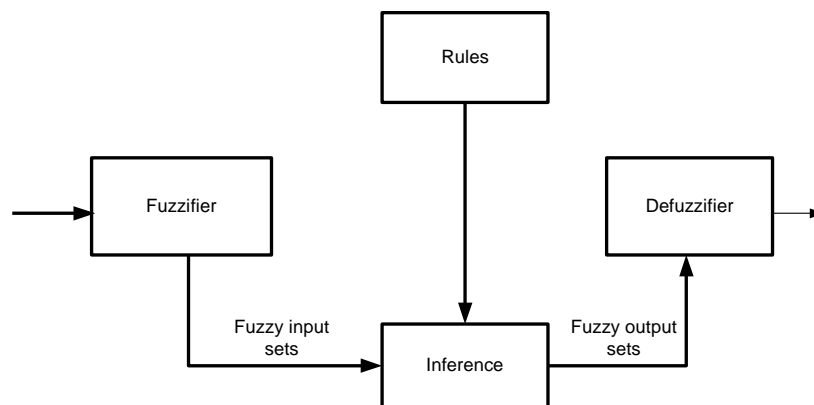 Rules
Fuzzifier
Defuzzifier
Fuzzy input
sets
Fuzzy output
sets
Inference